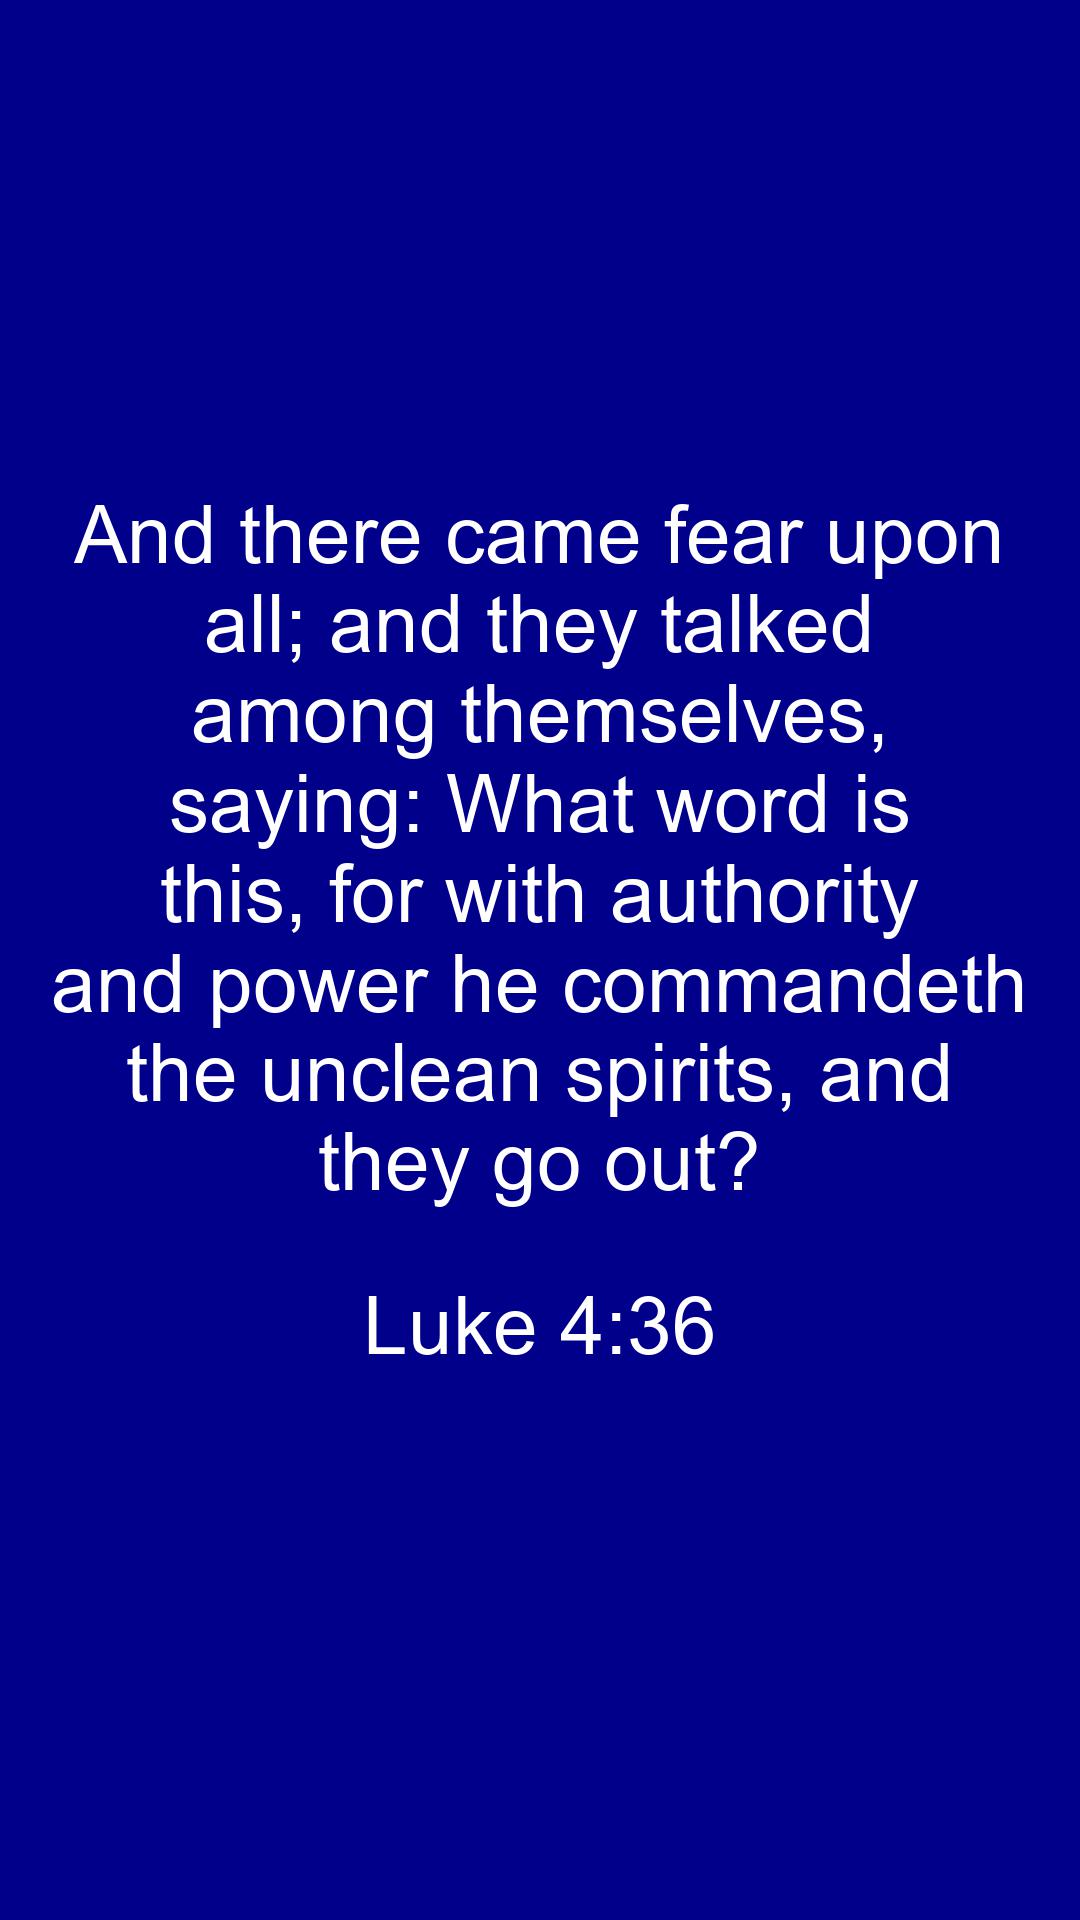 And there came fear upon
all; and they talked
among themselves,
saying: What word is
this, for with authority
and power he commandeth
the unclean spirits, and
they go out?
Luke 4:36